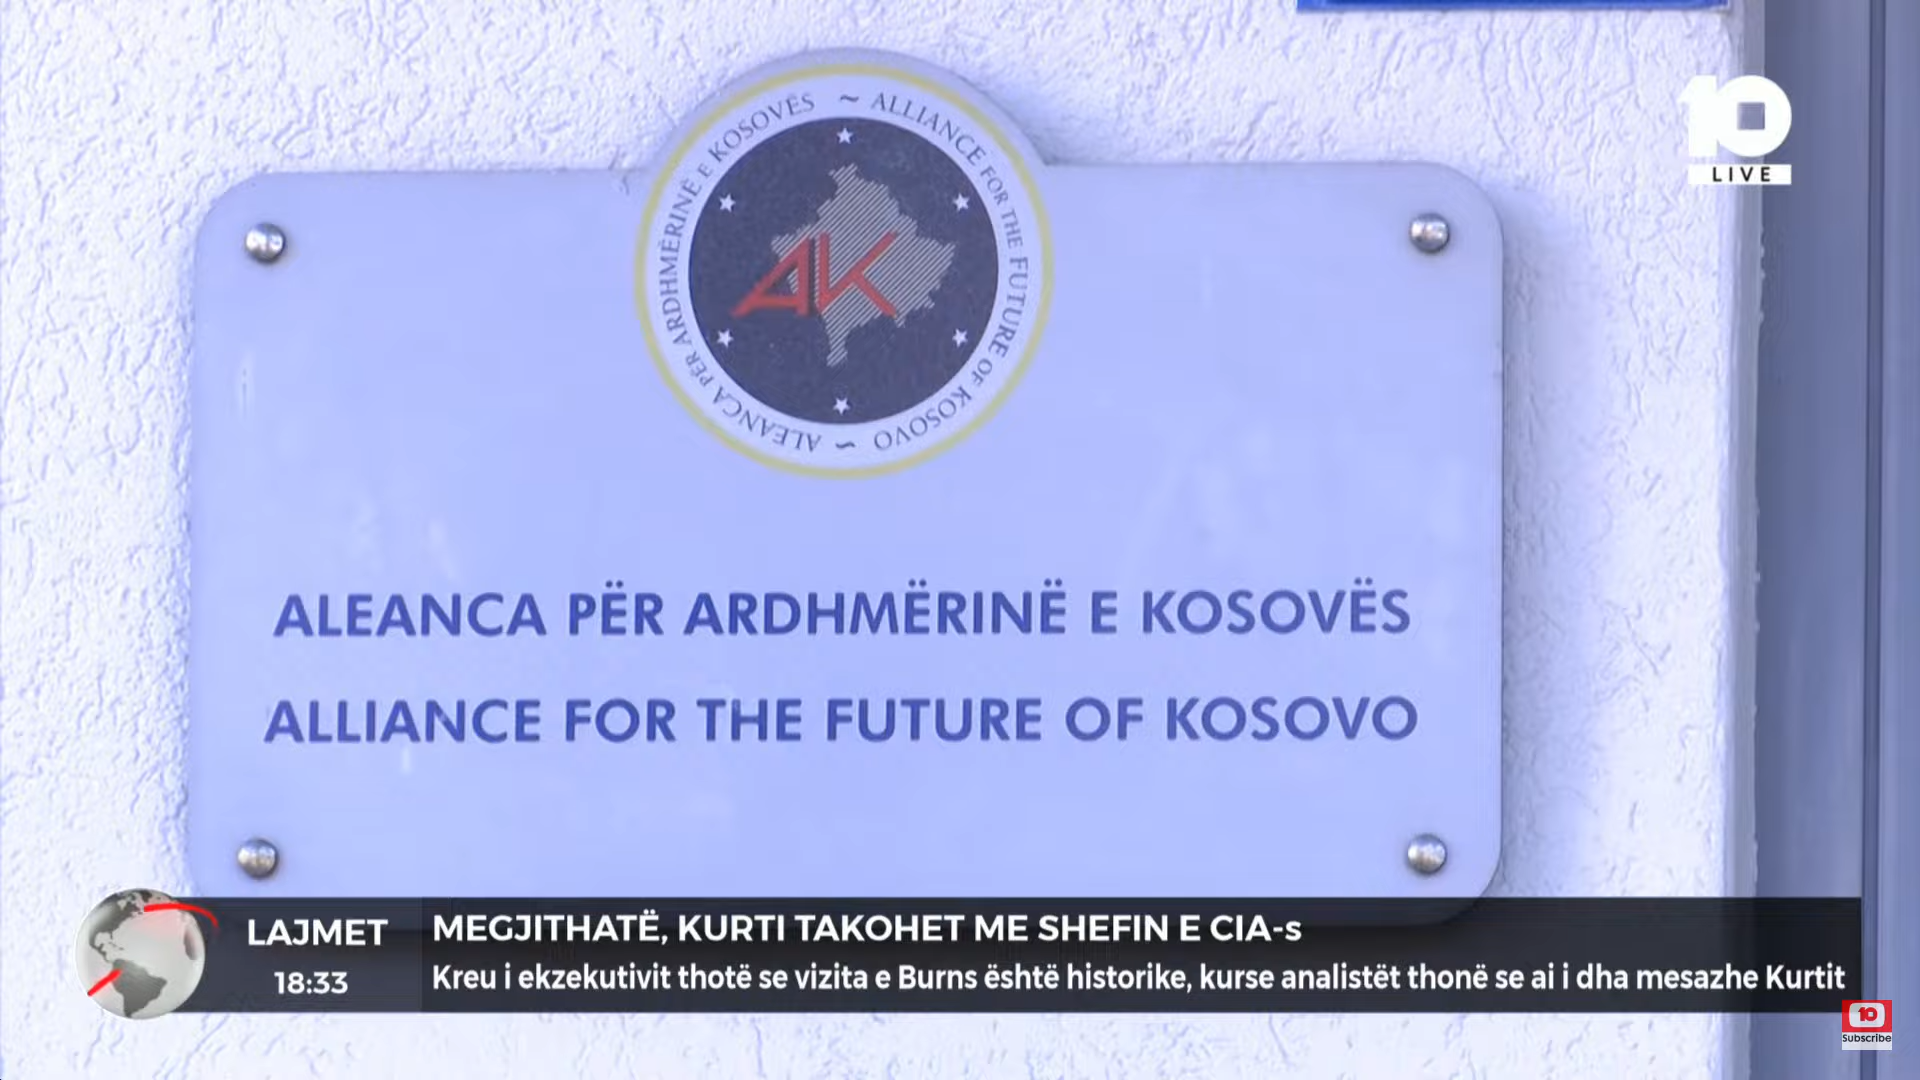 10
LIVE
ALEANCA PËR ARDHMËRINË E KOSOVËS ~ ALLIANCE FOR THE FUTURE OF KOSOVO ~
AK
ALEANCA PËR ARDHMËRINË E KOSOVËS
ALLIANCE FOR THE FUTURE OF KOSOVO
LAJMET
18:33
MEGJITHATË, KURTI TAKOHET ME SHEFIN E CIA-s
Kreu i ekzekutivit thotë se vizita e Burns është historike, kurse analistët thonë se ai i dha mesazhe Kurtit
10
Subscribe